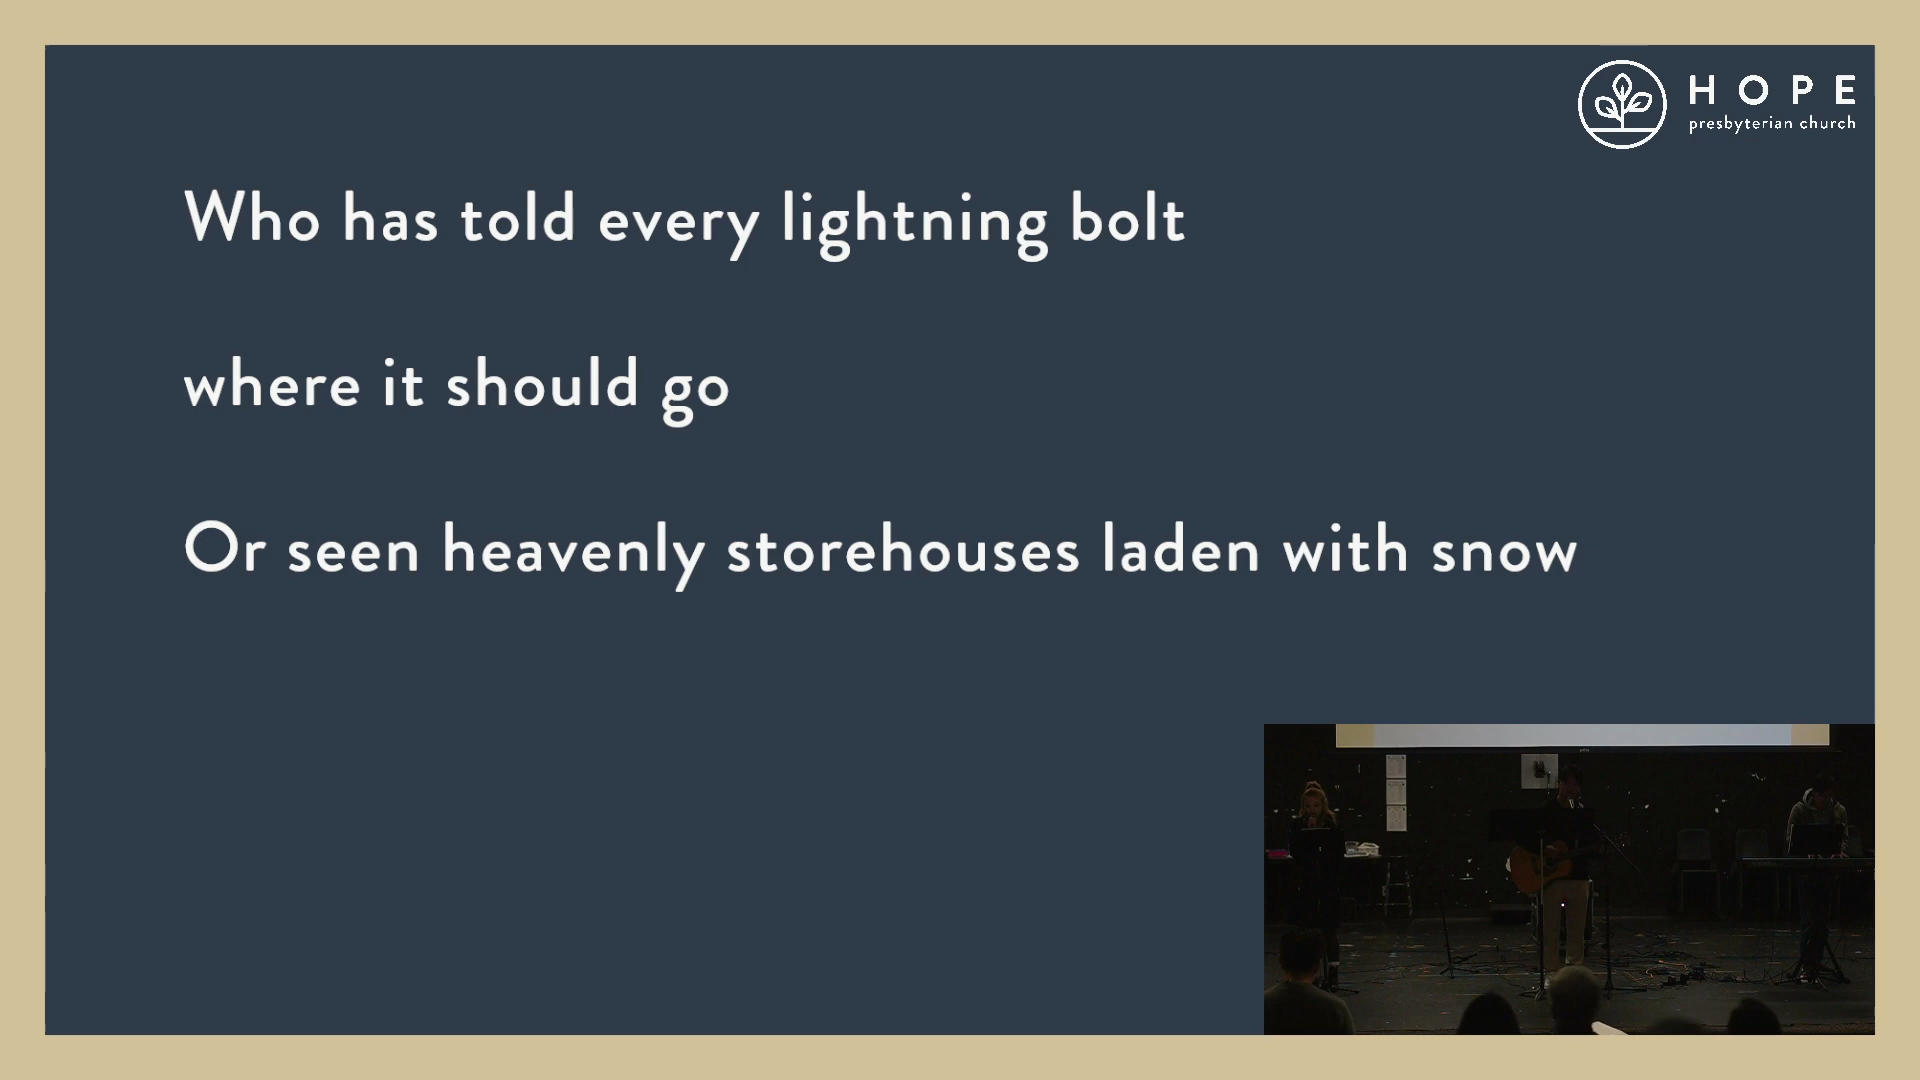 HOPE
presbyterian church
Who has told every lightning bolt
where it should go
Or seen heavenly storehouses laden with snow